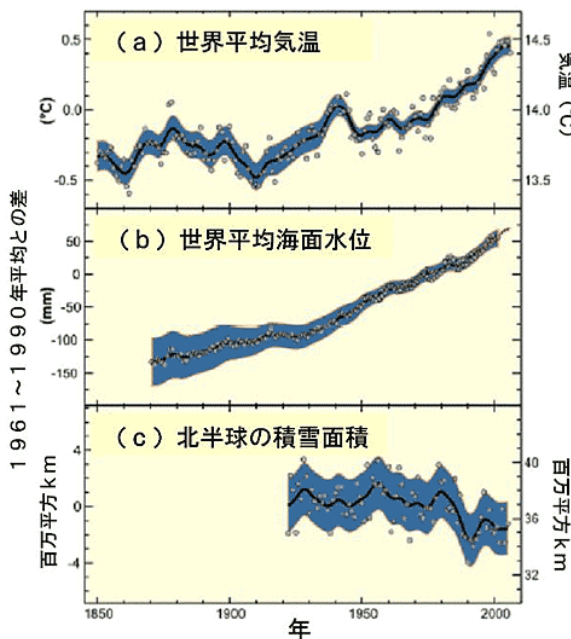 (a)世界平均気温
0.5
0.0
-0.5
(℃)
14.5
14.0
13.5
気温(℃)
(b)世界平均海面水位
50
0
-50
-100
-150
(mm)
1961~1990年平均との差
(c)北半球の積雪面積
4
0
-4
百万平方km
40
36
32
百万平方km
1850
1900
1950
2000
年